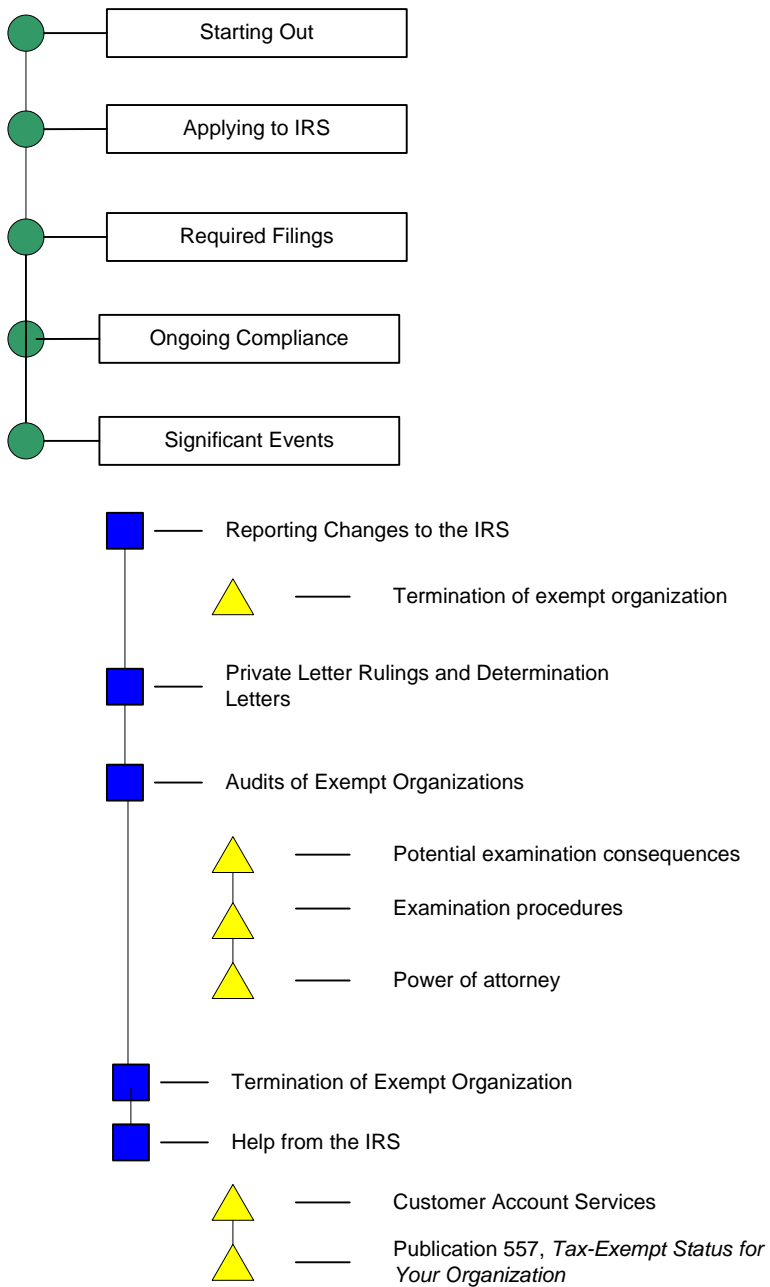 Starting Out
Applying to IRS
Required Filings
Ongoing Compliance
Significant Events
Reporting Changes to the IRS
Termination of exempt organization
Private Letter Rulings and Determination
Letters
Audits of Exempt Organizations
Potential examination consequences
Examination procedures
Power of attorney
Termination of Exempt Organization
Help from the IRS
Customer Account Services
Publication 557, Tax-Exempt Status for
Your Organization